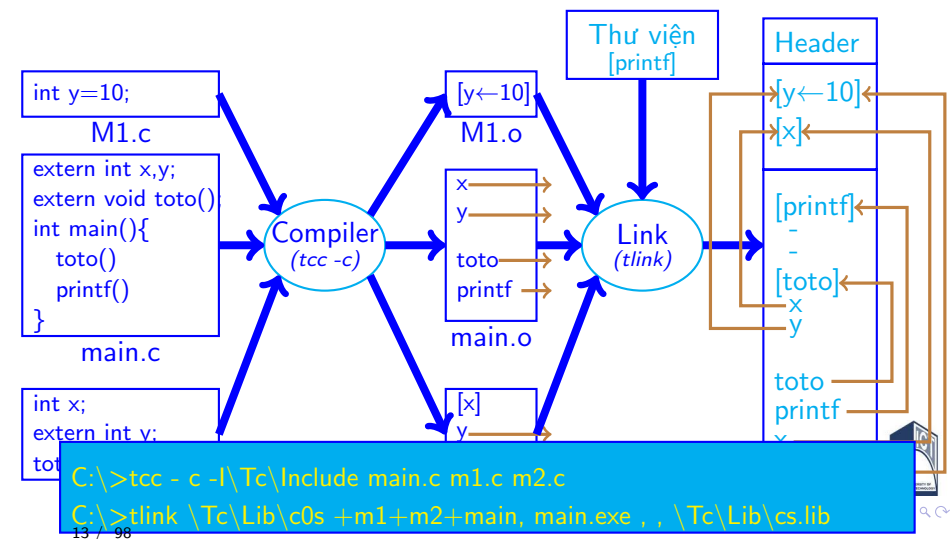 int y=10;
M1.c
extern int x,y;
extern void toto();
int main(){
toto()
printf()
}
main.c
int x;
extern int y;
tot
Compiler
(tcc -c)
[y←10]
M1.o
x
y
toto
printf
main.o
[x]
y
Thư viện
[printf]
Link
(tlink)
Header
[y←10]
[x]
[printf]
-
-
[toto]
x
y
toto
printf
x
C:\>tcc - c -I\Tc\Include main.c m1.c m2.c
C:\>tlink \Tc\Lib\c0s +m1+m2+main, main.exe , , \Tc\Lib\cs.lib
13 / 98